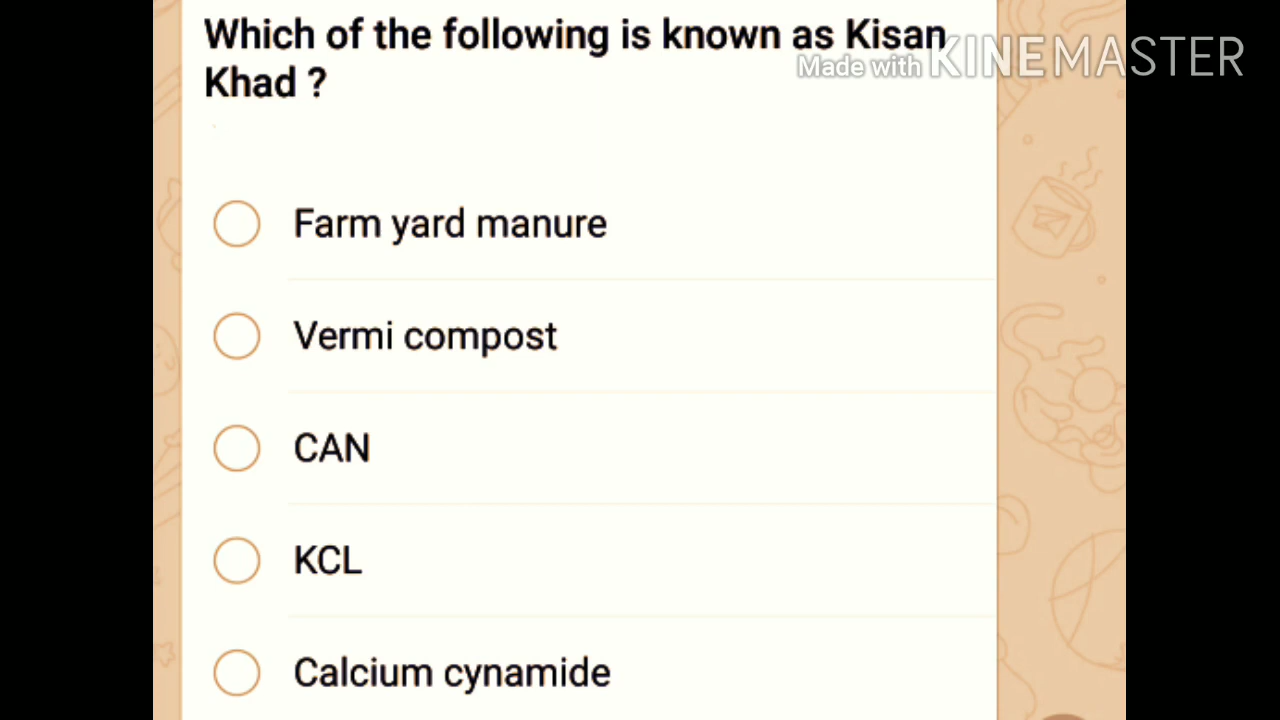 Which of the following is known as Kisan
Khad ?
Made with KINEMASTER
Farm yard manure
Vermi compost
CAN
KCL
Calcium cynamide